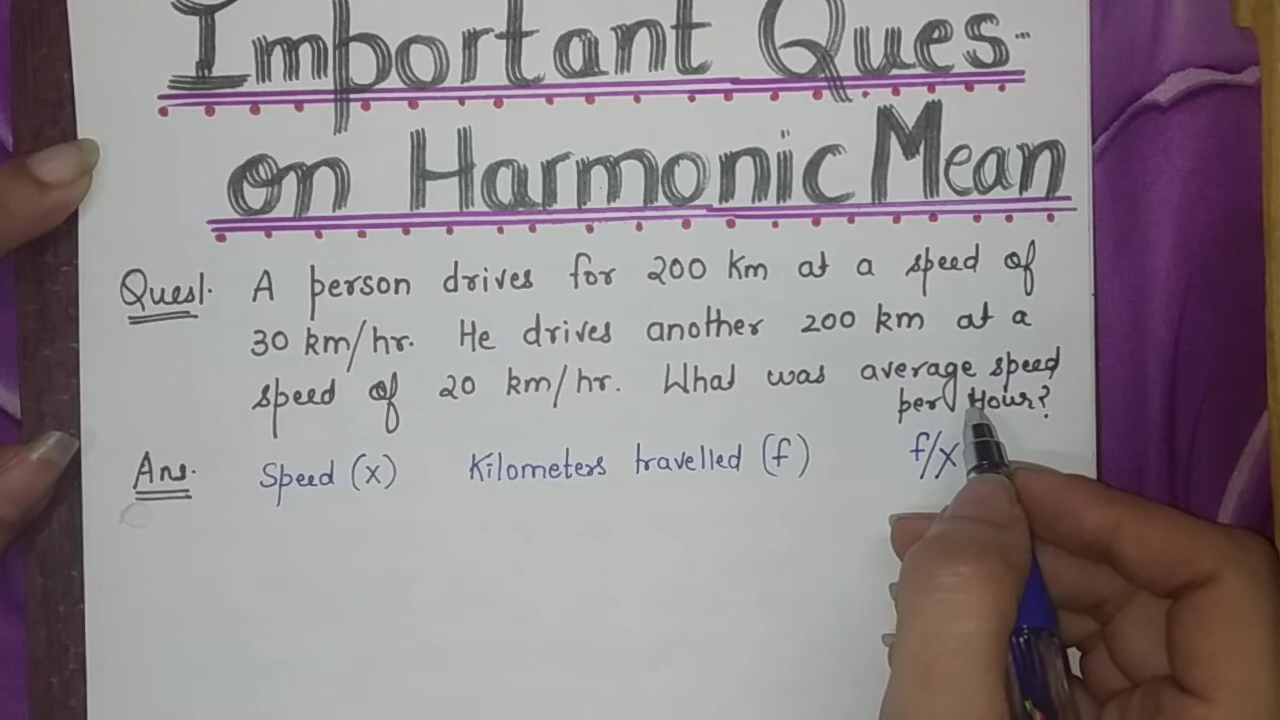 Important Ques-
on Harmonic Mean
Ques1. A person drives for 200 Km at a speed of
30 km/hr. He drives another 200 km at a
speed of 20 km/hr. What was average speed
per Hour?
Ans. Speed (x) Kilometers travelled (f) f/x